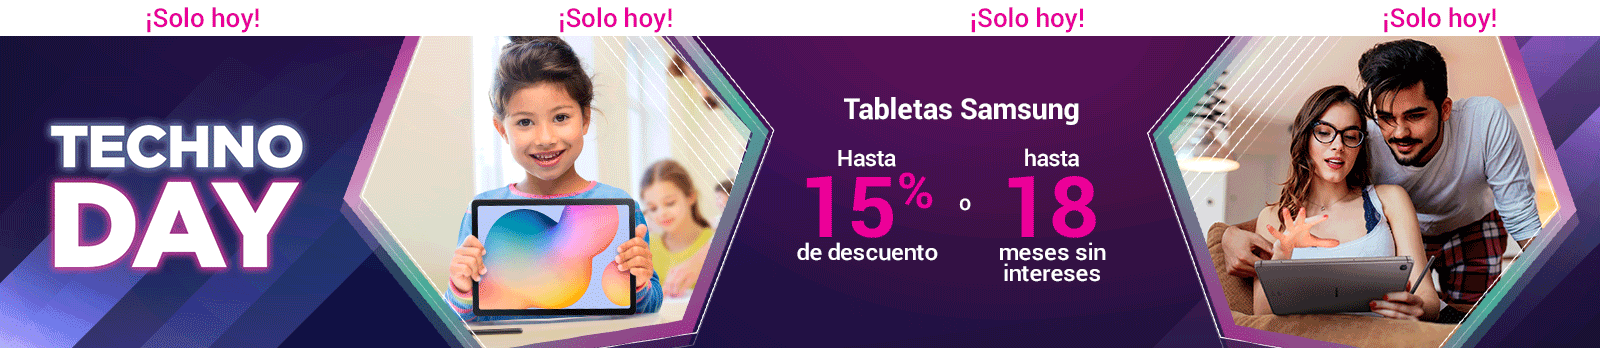 ¡Solo hoy! ¡Solo hoy! ¡Solo hoy! ¡Solo hoy!
TECHNO
DAY
Tabletas Samsung
Hasta
15%
de descuento
o
hasta
18
meses sin
intereses